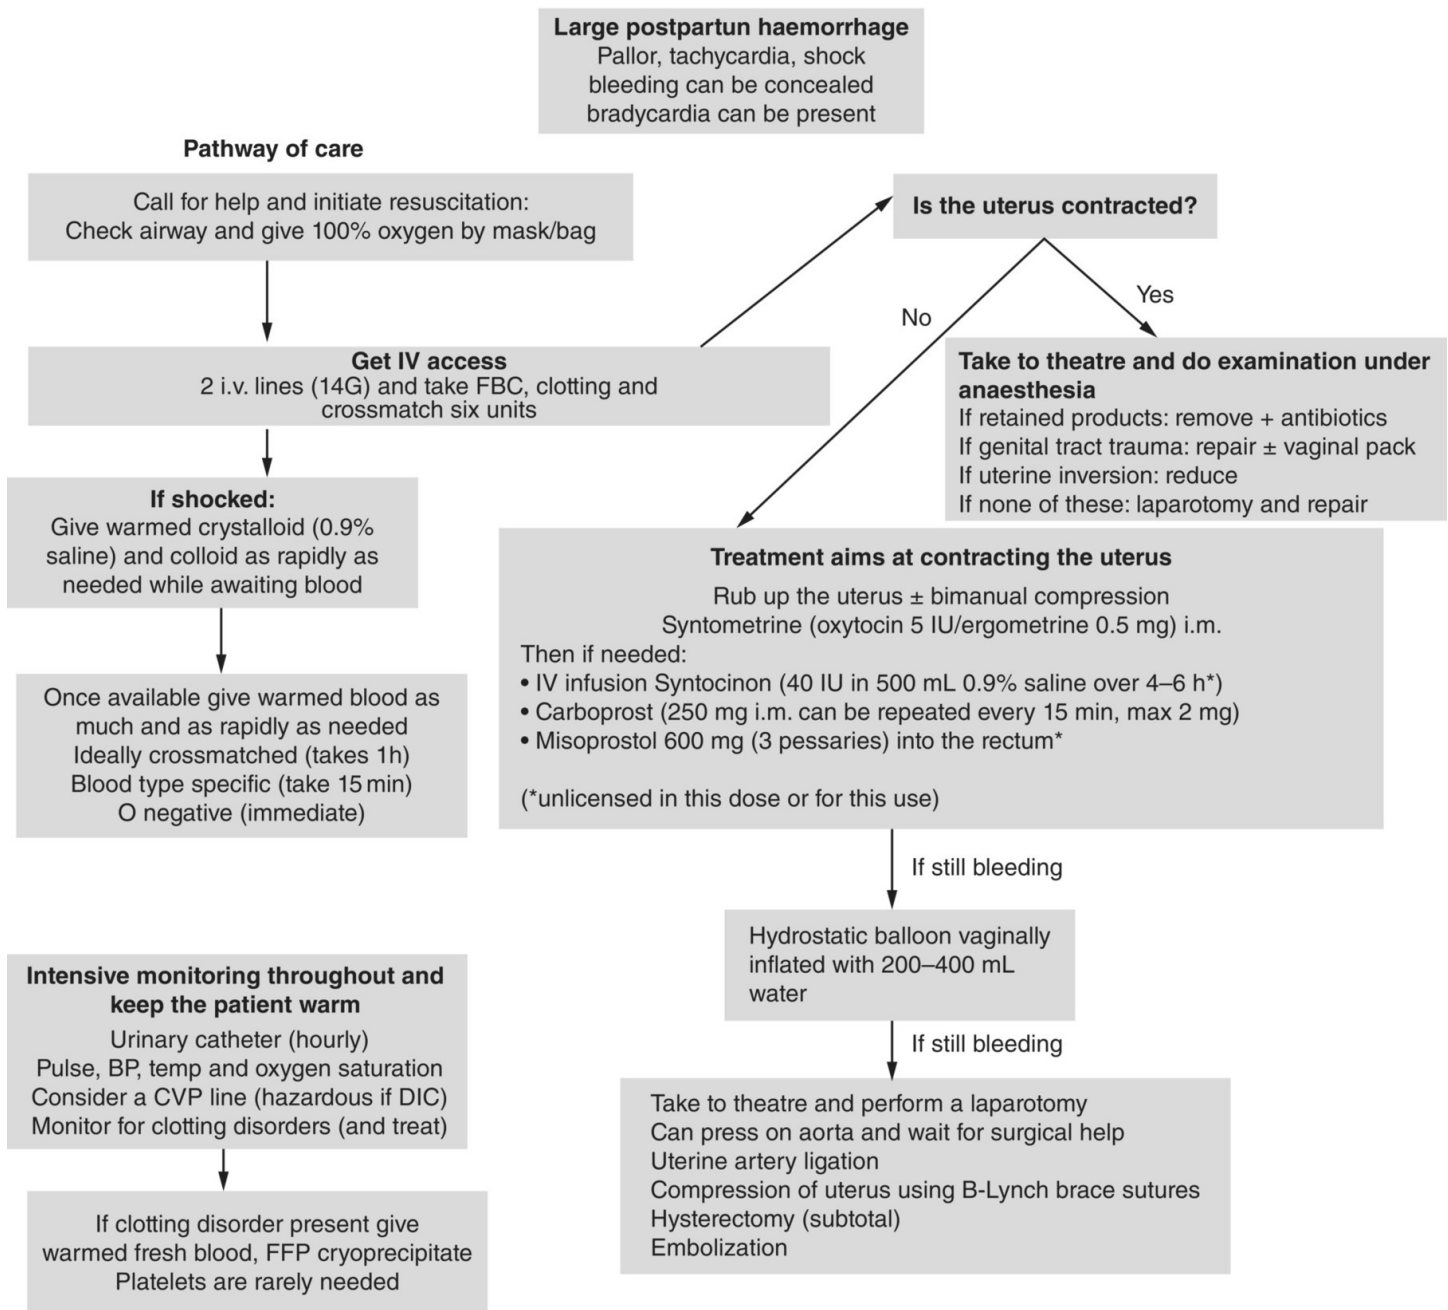 Large postpartun haemorrhage
Pallor, tachycardia, shock
bleeding can be concealed
bradycardia can be present
Pathway of care
Call for help and initiate resuscitation:
Check airway and give 100% oxygen by mask/bag
Get IV access
2 i.v. lines (14G) and take FBC, clotting and
crossmatch six units
If shocked:
Give warmed crystalloid (0.9%
saline) and colloid as rapidly as
needed while awaiting blood
Once available give warmed blood as
much and as rapidly as needed
Ideally crossmatched (takes 1h)
Blood type specific (take 15 min)
O negative (immediate)
Intensive monitoring throughout and
keep the patient warm
Urinary catheter (hourly)
Pulse, BP, temp and oxygen saturation
Consider a CVP line (hazardous if DIC)
Monitor for clotting disorders (and treat)
If clotting disorder present give
warmed fresh blood, FFP cryoprecipitate
Platelets are rarely needed
Is the uterus contracted?
No
Yes
Take to theatre and do examination under
anaesthesia
If retained products: remove + antibiotics
If genital tract trauma: repair ± vaginal pack
If uterine inversion: reduce
If none of these: laparotomy and repair
Treatment aims at contracting the uterus
Rub up the uterus ± bimanual compression
Syntometrine (oxytocin 5 IU/ergometrine 0.5 mg) i.m.
Then if needed:
• IV infusion Syntocinon (40 IU in 500 mL 0.9% saline over 4–6 h*)
• Carboprost (250 mg i.m. can be repeated every 15 min, max 2 mg)
• Misoprostol 600 mg (3 pessaries) into the rectum*
(*unlicensed in this dose or for this use)
If still bleeding
Hydrostatic balloon vaginally
inflated with 200–400 mL
water
If still bleeding
Take to theatre and perform a laparotomy
Can press on aorta and wait for surgical help
Uterine artery ligation
Compression of uterus using B-Lynch brace sutures
Hysterectomy (subtotal)
Embolization